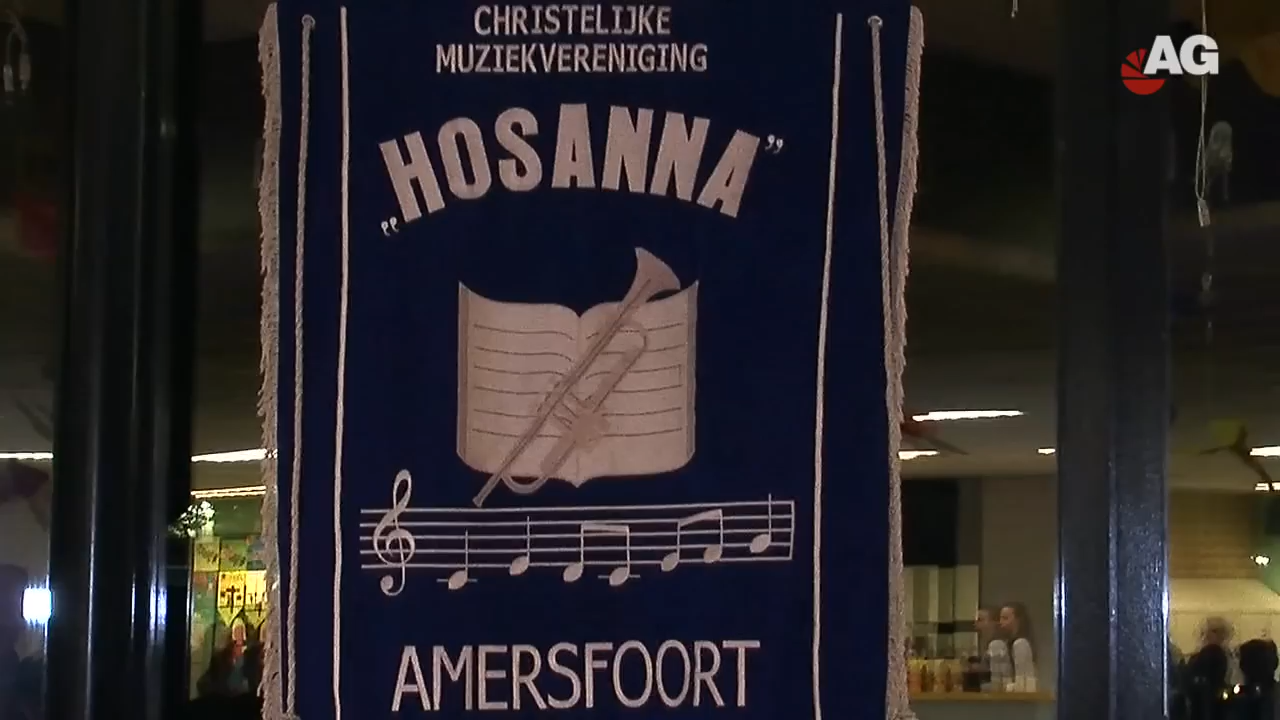 CHRISTELIJKE
MUZIEKVERENIGING
„HOSANNA”
AMERSFOORT
AG